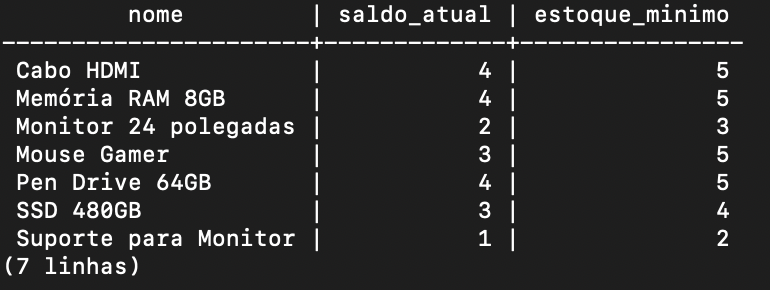 nome | saldo_atual | estoque_minimo
----------------------+-------------+----------------
Cabo HDMI | 4 | 5
Memória RAM 8GB | 4 | 5
Monitor 24 polegadas | 2 | 3
Mouse Gamer | 3 | 5
Pen Drive 64GB | 4 | 5
SSD 480GB | 3 | 4
Suporte para Monitor | 1 | 2
(7 linhas)